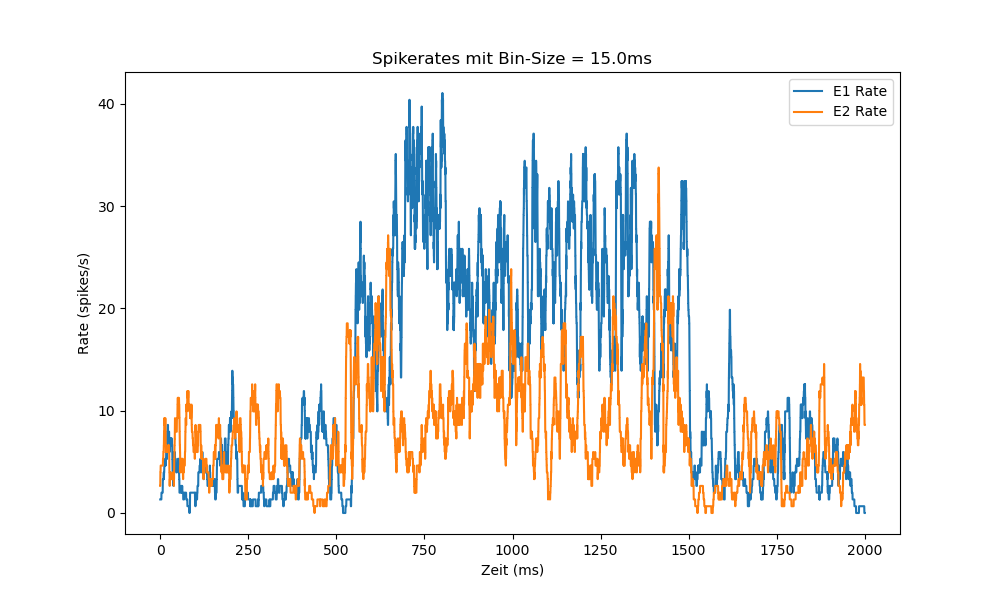 Spikerates mit Bin-Size = 15.0ms
E1 Rate
E2 Rate
40
30
20
10
0
Rate (spikes/s)
0 250 500 750 1000 1250 1500 1750 2000
Zeit (ms)